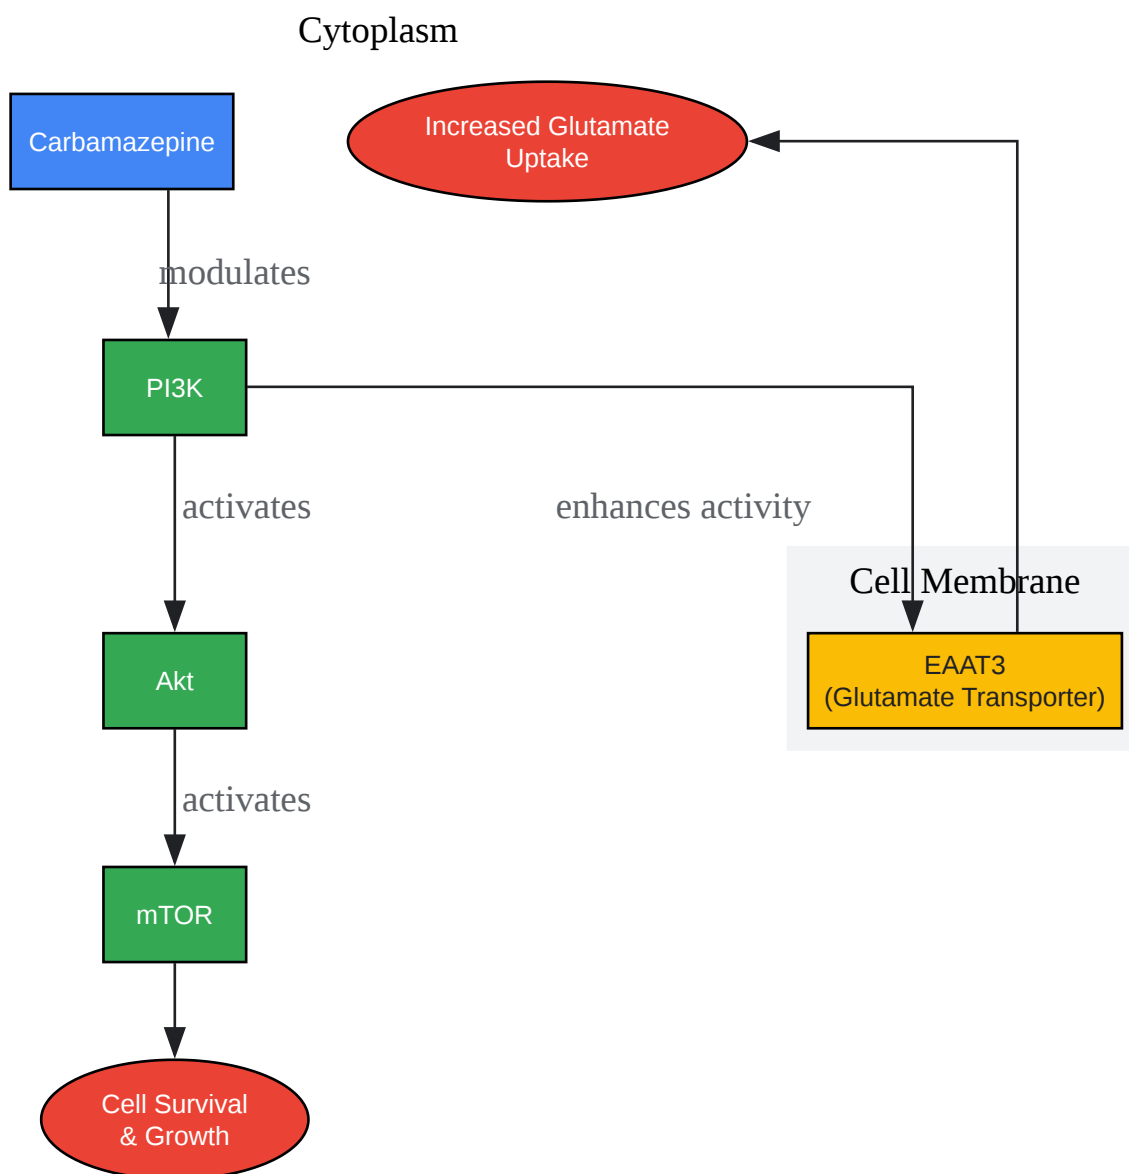 Cytoplasm
Carbamazepine
Increased Glutamate
Uptake
modulates
PI3K
activates
enhances activity
Cell Membrane
Akt
EAAT3
(Glutamate Transporter)
activates
mTOR
Cell Survival
& Growth